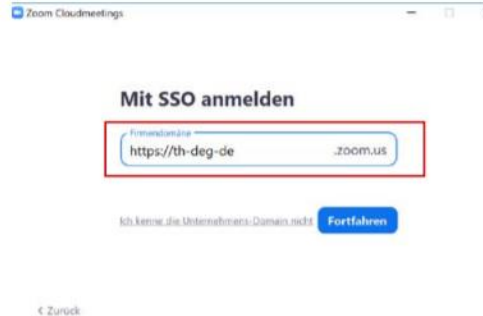 Zoom Cloudmeetings
Mit SSO anmelden
Firmendomäne
https://th-deg-de .zoom.us
Ich kenne die Unternehmens-Domain nicht Fortfahren
< Zurück